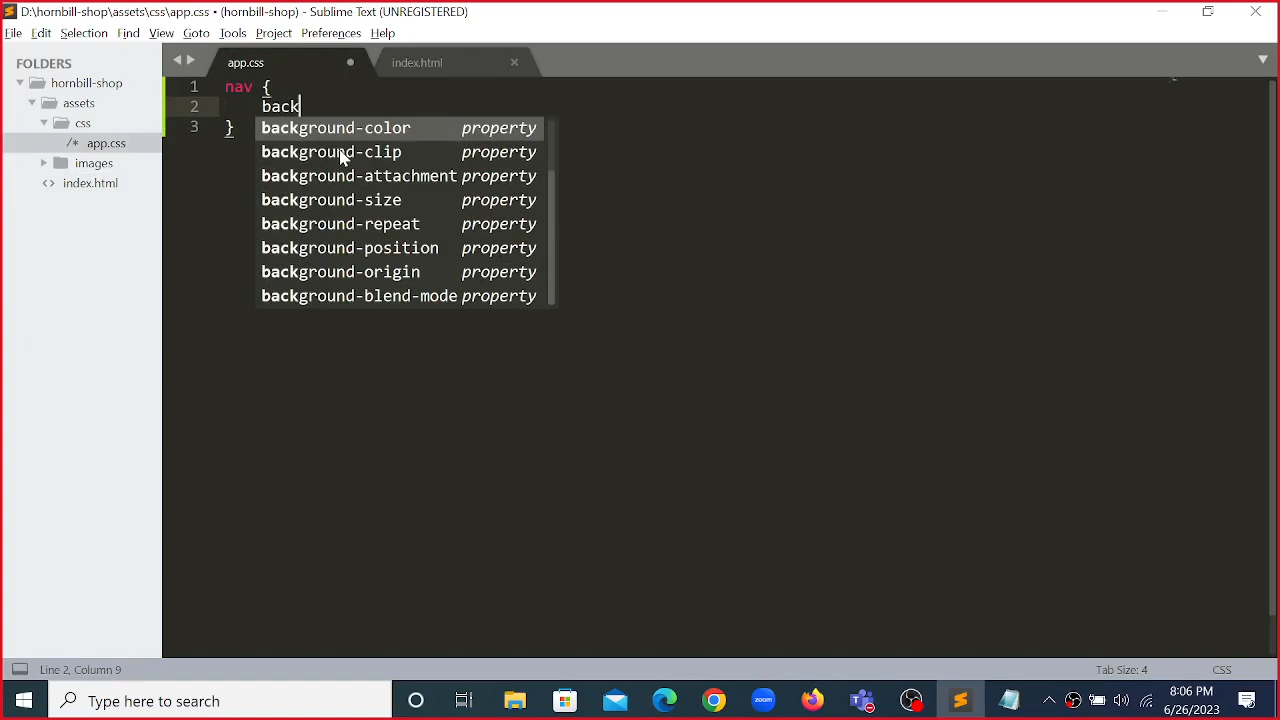 D:\hornbill-shop\assets\css\app.css • (hornbill-shop) - Sublime Text (UNREGISTERED)
File Edit Selection Find View Goto Tools Project Preferences Help
FOLDERS
hornbill-shop
assets
css
/* app.css
images
<> index.html
app.css
index.html
1 nav {
2 back
3 }
background-color property
background-clip property
background-attachment property
background-size property
background-repeat property
background-position property
background-origin property
background-blend-mode property
Line 2, Column 9
Tab Size: 4
CSS
Type here to search
zoom
8:06 PM
6/26/2023